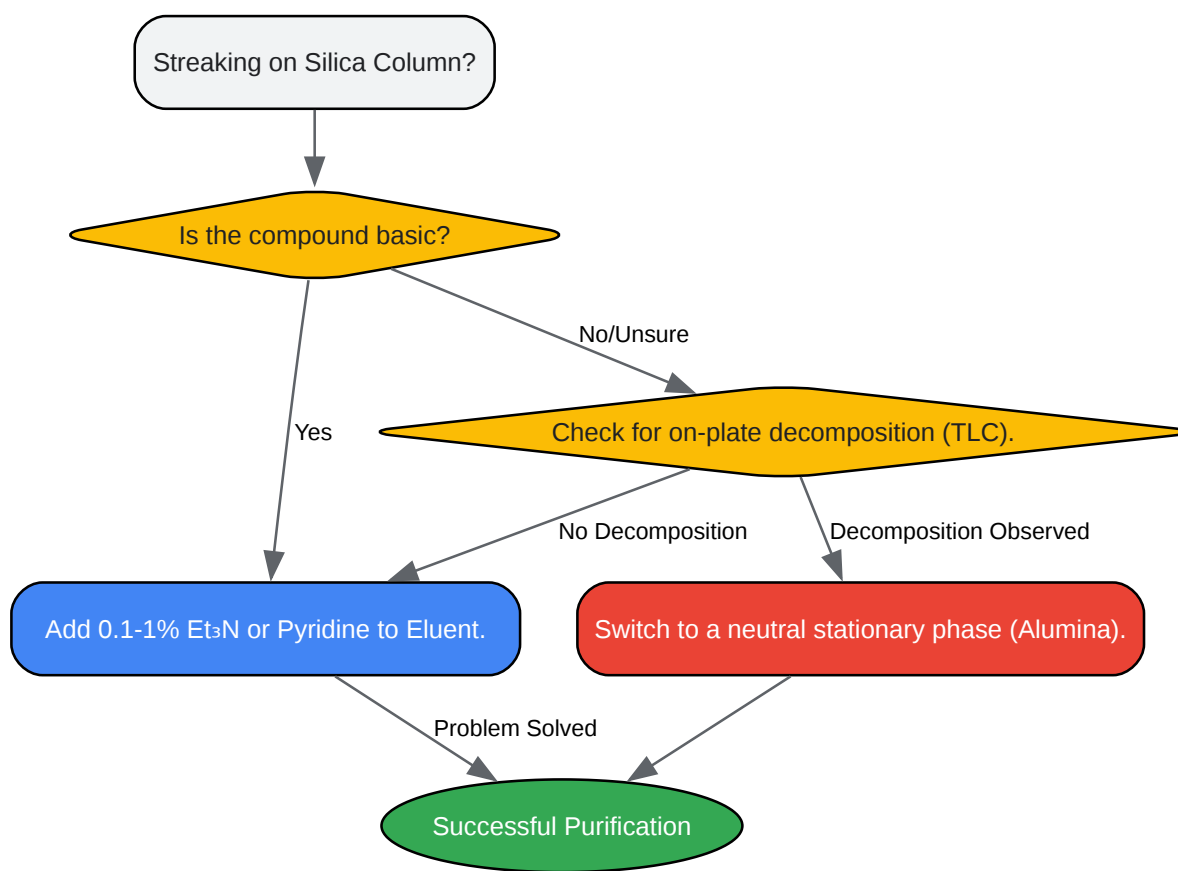 Streaking on Silica Column?
Is the compound basic?
No/Unsure
Yes
Check for on-plate decomposition (TLC).
No Decomposition
Decomposition Observed
Add 0.1-1% Et₃N or Pyridine to Eluent.
Switch to a neutral stationary phase (Alumina).
Problem Solved
Successful Purification